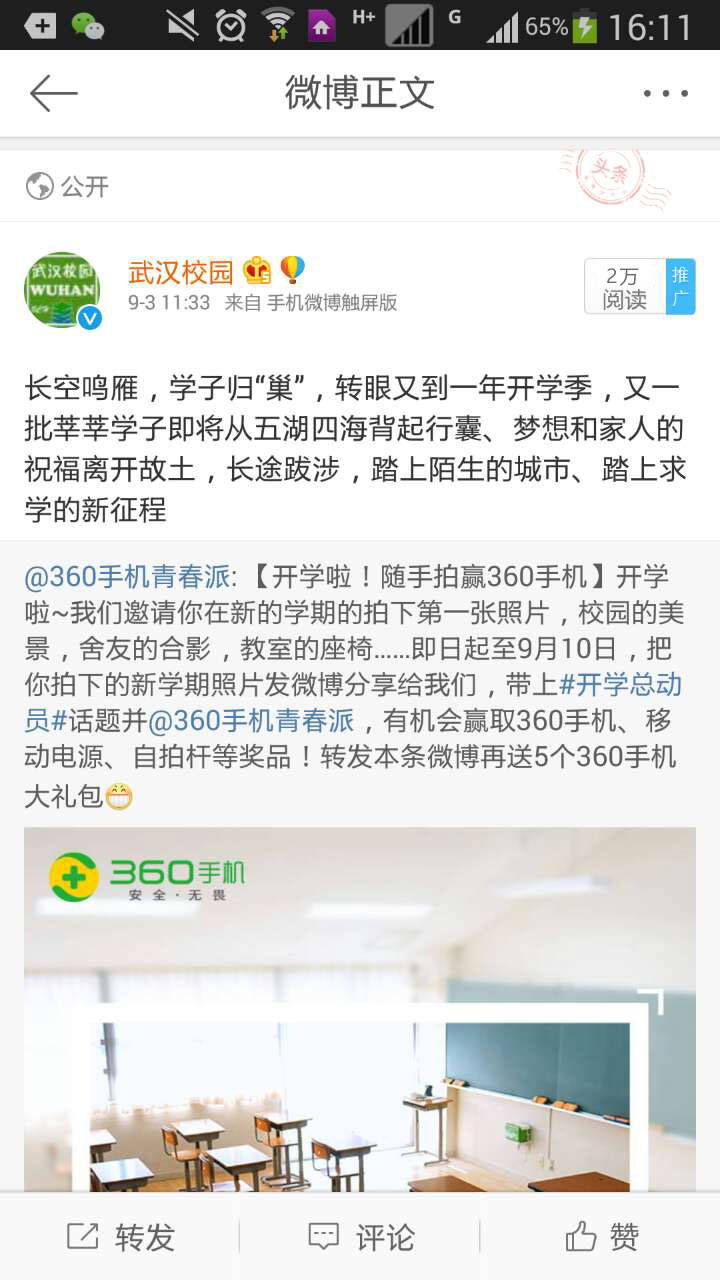 H+ G 65% 16:11
微博正文
公开
头条
武汉校园
9-3 11:33 来自 手机微博触屏版
2万
阅读
推
广
武汉校园
WUHAN
长空鸣雁，学子归“巢”，转眼又到一年开学季，又一
批莘莘学子即将从五湖四海背起行囊、梦想和家人的
祝福离开故土，长途跋涉，踏上陌生的城市、踏上求
学的新征程
@360手机青春派:【开学啦！随手拍赢360手机】开学
啦~我们邀请你在新的学期的拍下第一张照片，校园的美
景，舍友的合影，教室的座椅......即日起至9月10日，把
你拍下的新学期照片发微博分享给我们，带上#开学总动
员#话题并@360手机青春派，有机会赢取360手机、移
动电源、自拍杆等奖品！转发本条微博再送5个360手机
大礼包
360手机
安全·无畏
转发
评论
赞